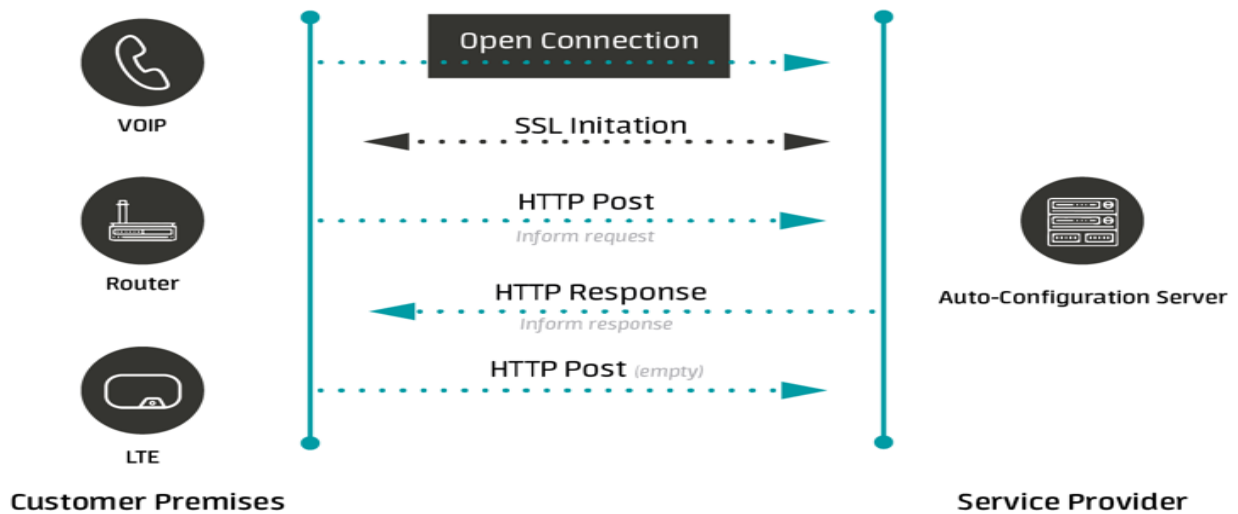 Open Connection
VOIP
SSL Initation
HTTP Post
Inform request
Router
HTTP Response
Inform response
Auto-Configuration Server
HTTP Post (empty)
LTE
Customer Premises
Service Provider